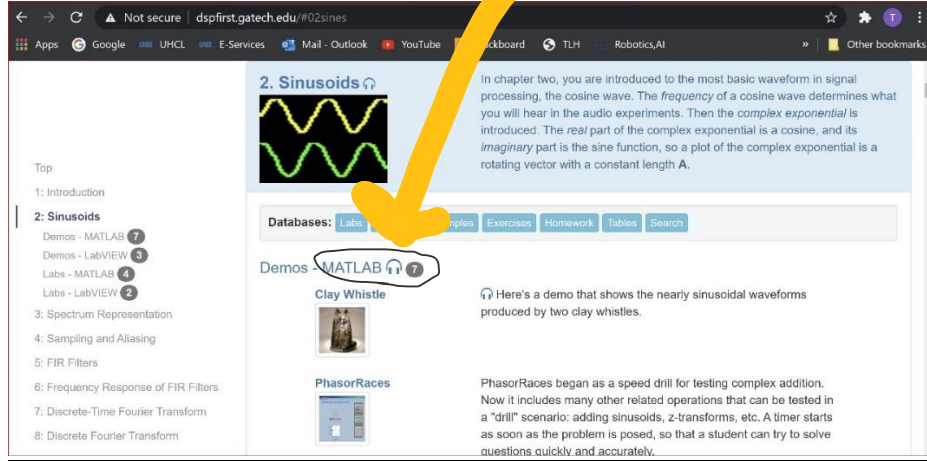 Not secure | dspfirst.gatech.edu/#02sines T
Apps Google UHCL E-Services Mail - Outlook YouTube TLH Robotics,AI » Other bookmarks
2. Sinusoids
In chapter two, you are introduced to the most basic waveform in signal
processing, the cosine wave. The frequency of a cosine wave determines what
you will hear in the audio experiments. Then the complex exponential is
introduced. The real part of the complex exponential is a cosine, and its
imaginary part is the sine function, so a plot of the complex exponential is a
rotating vector with a constant length A.
Top
1: Introduction
2: Sinusoids
Demos - MATLAB 7
Demos - LabVIEW 3
Labs - MATLAB 4
Labs - LabVIEW 2
3: Spectrum Representation
4: Sampling and Aliasing
5: FIR Filters
6: Frequency Response of FIR Filters
7: Discrete-Time Fourier Transform
8: Discrete Fourier Transform
Databases: Labs Exercises Homework Tables Search
Demos - MATLAB 7
Clay Whistle
Here's a demo that shows the nearly sinusoidal waveforms
produced by two clay whistles.
PhasorRaces
PhasorRaces began as a speed drill for testing complex addition.
Now it includes many other related operations that can be tested in
a "drill" scenario: adding sinusoids, z-transforms, etc. A timer starts
as soon as the problem is posed, so that a student can try to solve
questions quickly and accurately.